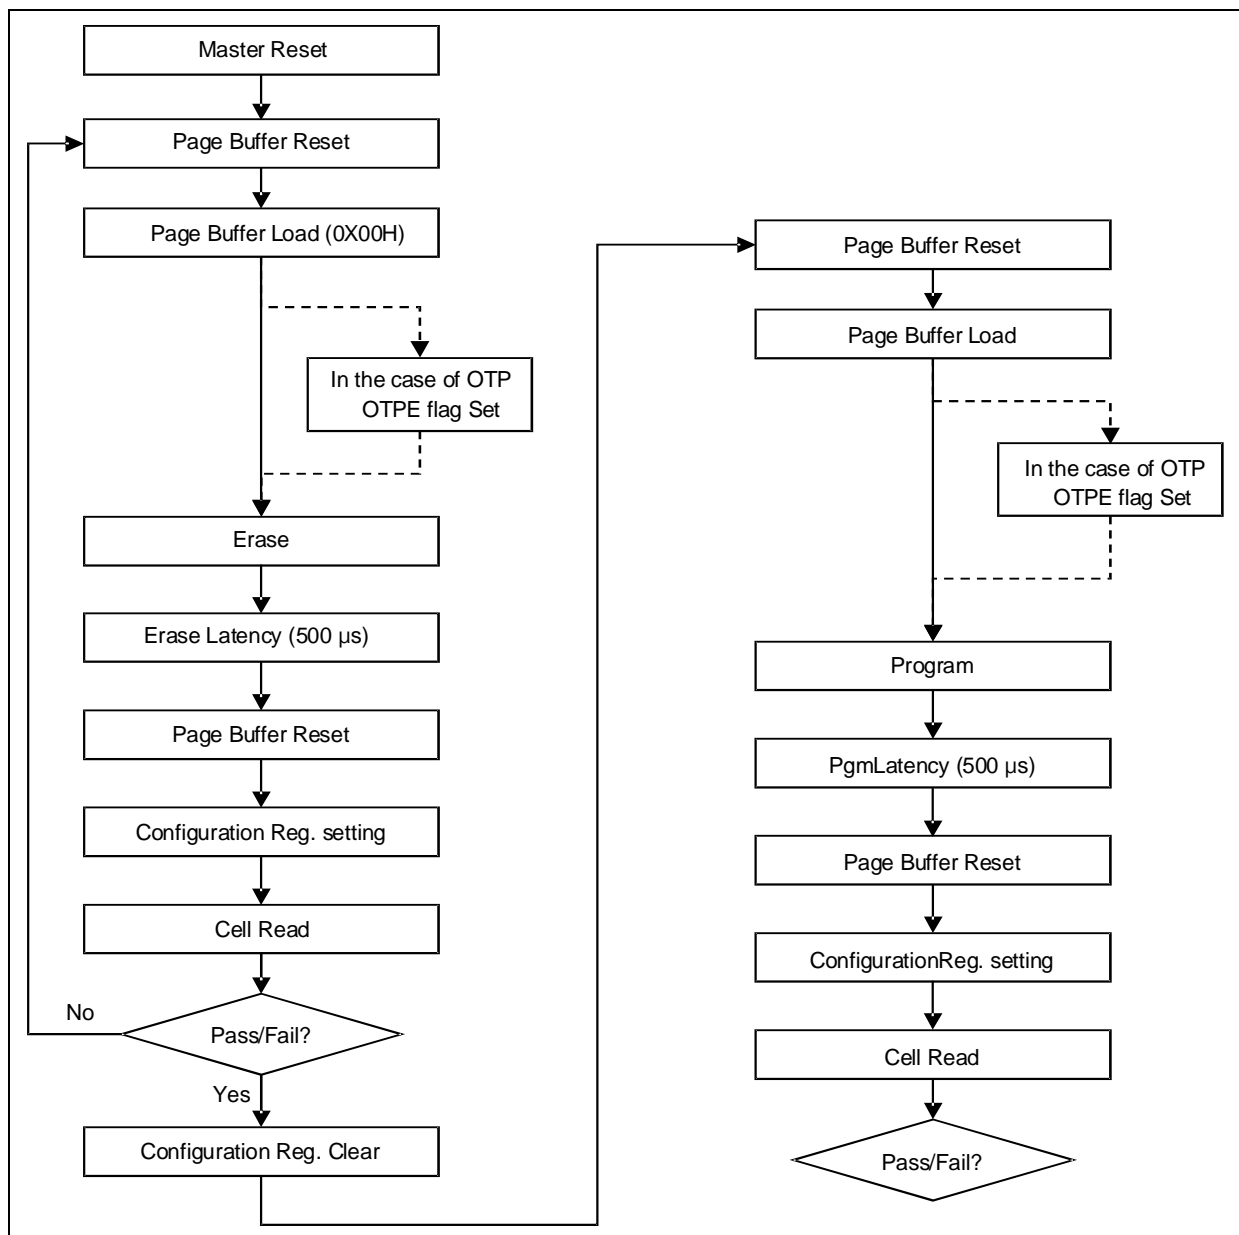 Master Reset
Page Buffer Reset
Page Buffer Load (0X00H)
In the case of OTP
OTPE flag Set
Erase
Erase Latency (500 µs)
Page Buffer Reset
Configuration Reg. setting
Cell Read
No
Pass/Fail?
Yes
Configuration Reg. Clear
Page Buffer Reset
Page Buffer Load
In the case of OTP
OTPE flag Set
Program
PgmLatency (500 µs)
Page Buffer Reset
ConfigurationReg. setting
Cell Read
Pass/Fail?